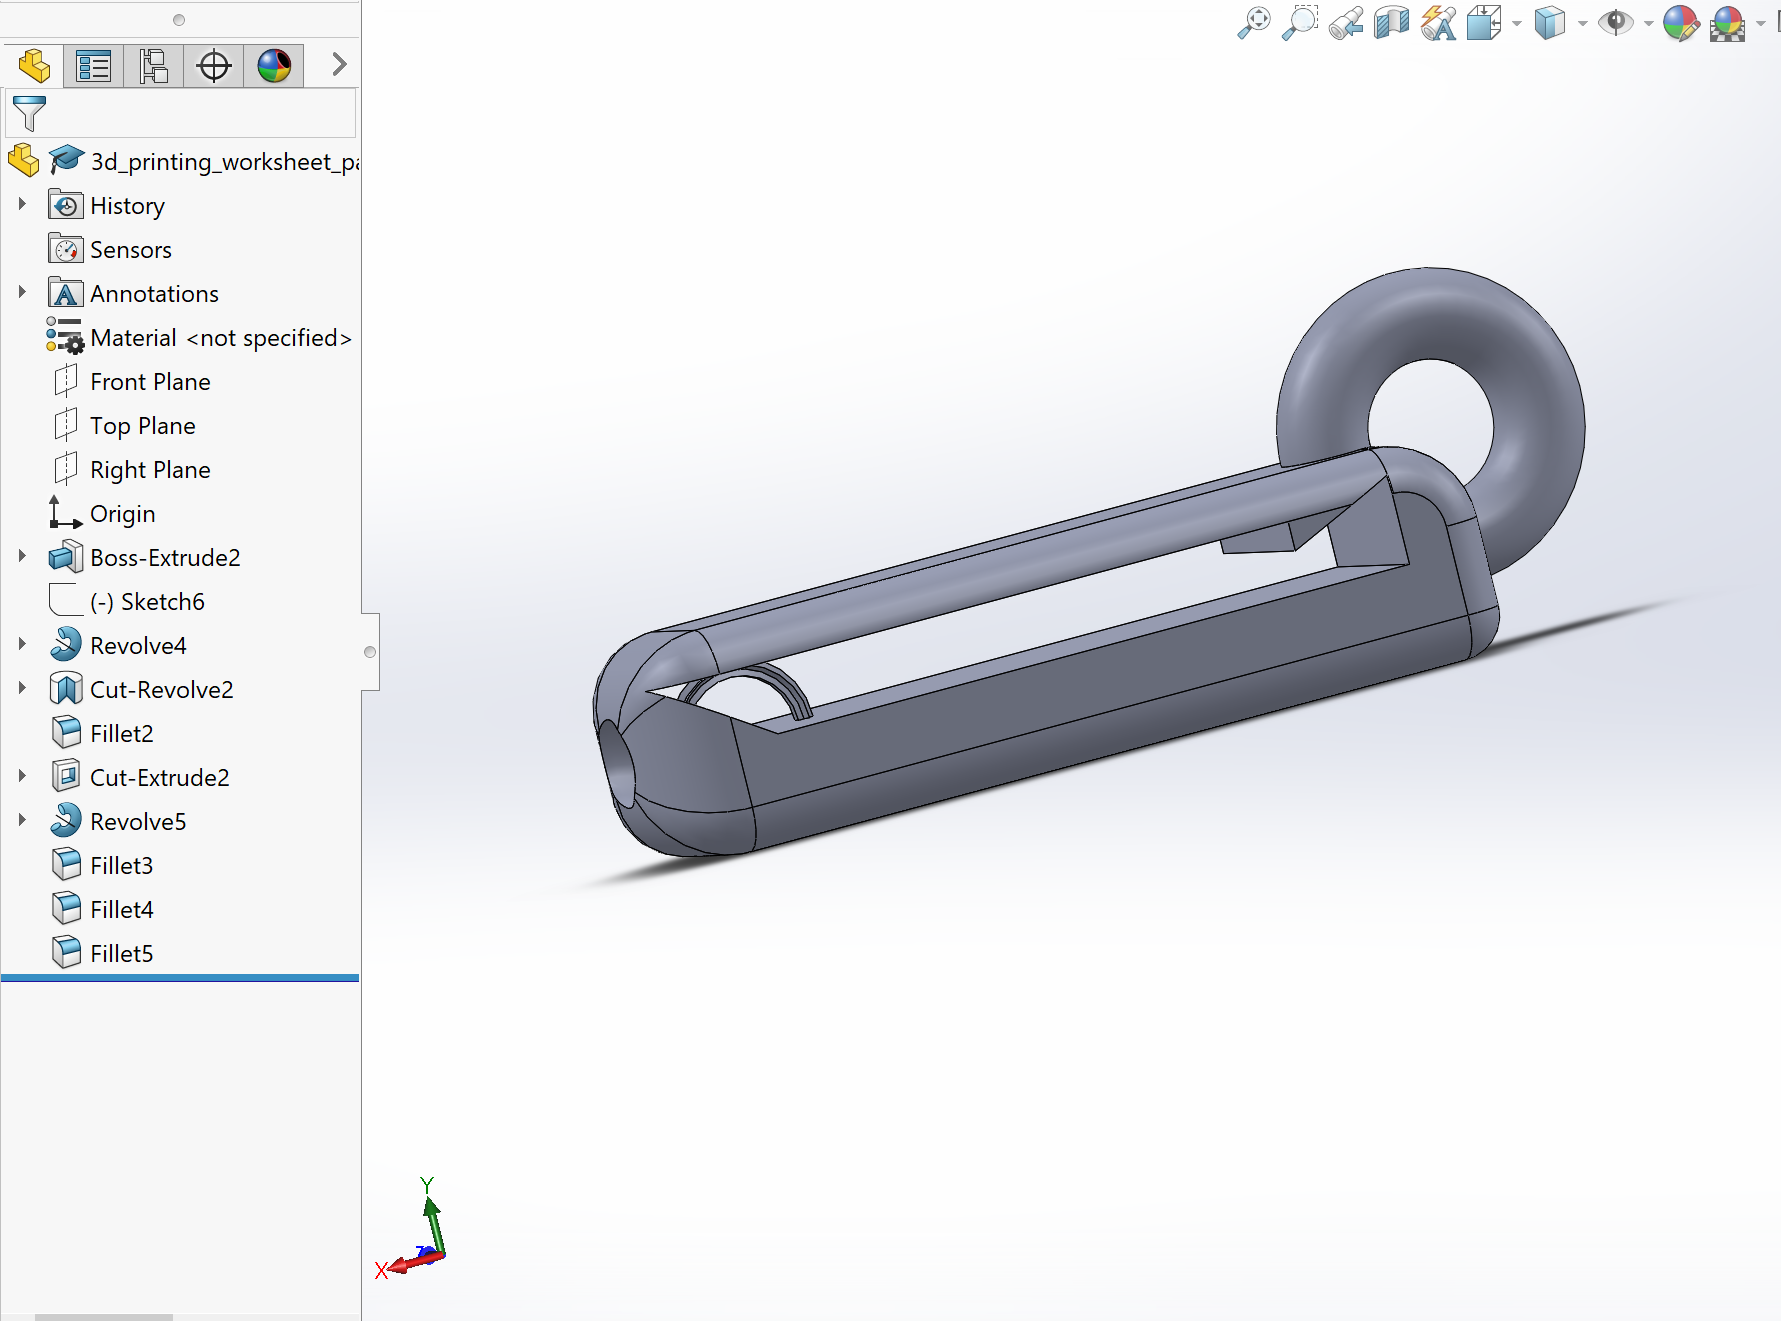 3d_printing_worksheet_pa
History
Sensors
Annotations
Material <not specified>
Front Plane
Top Plane
Right Plane
Origin
Boss-Extrude2
(-) Sketch6
Revolve4
Cut-Revolve2
Fillet2
Cut-Extrude2
Revolve5
Fillet3
Fillet4
Fillet5
Y
Z
X